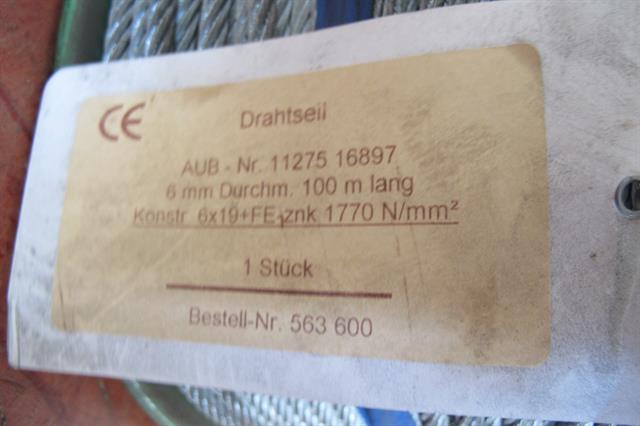 CE
Drahtseil
AUB - Nr. 11275 16897
6 mm Durchm. 100 m lang
Konstr. 6x19+FE znk 1770 N/mm²
1 Stück
Bestell-Nr. 563 600